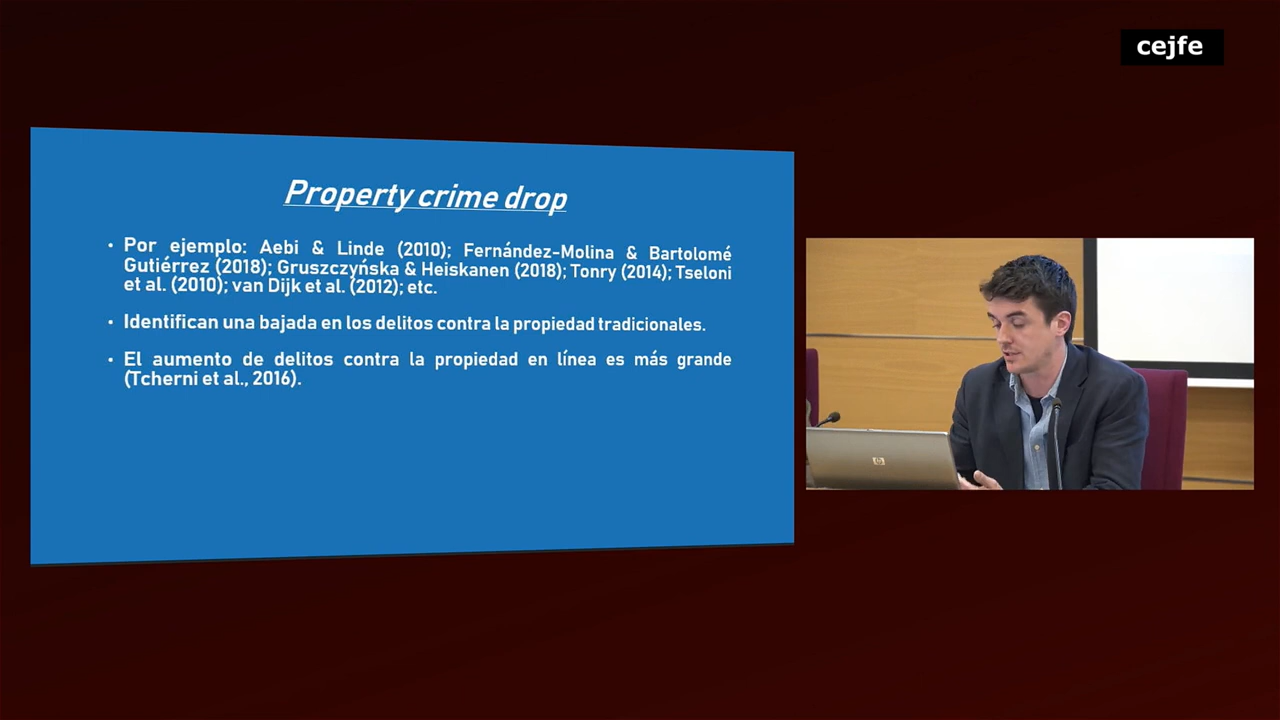 cejfe
Property crime drop
• Por ejemplo: Aebi & Linde (2010); Fernández-Molina & Bartolomé
Gutiérrez (2018); Gruszczyńska & Heiskanen (2018); Tonry (2014); Tseloni
et al. (2010); van Dijk et al. (2012); etc.
• Identifican una bajada en los delitos contra la propiedad tradicionales.
• El aumento de delitos contra la propiedad en línea es más grande
(Tcherni et al., 2016).
hp